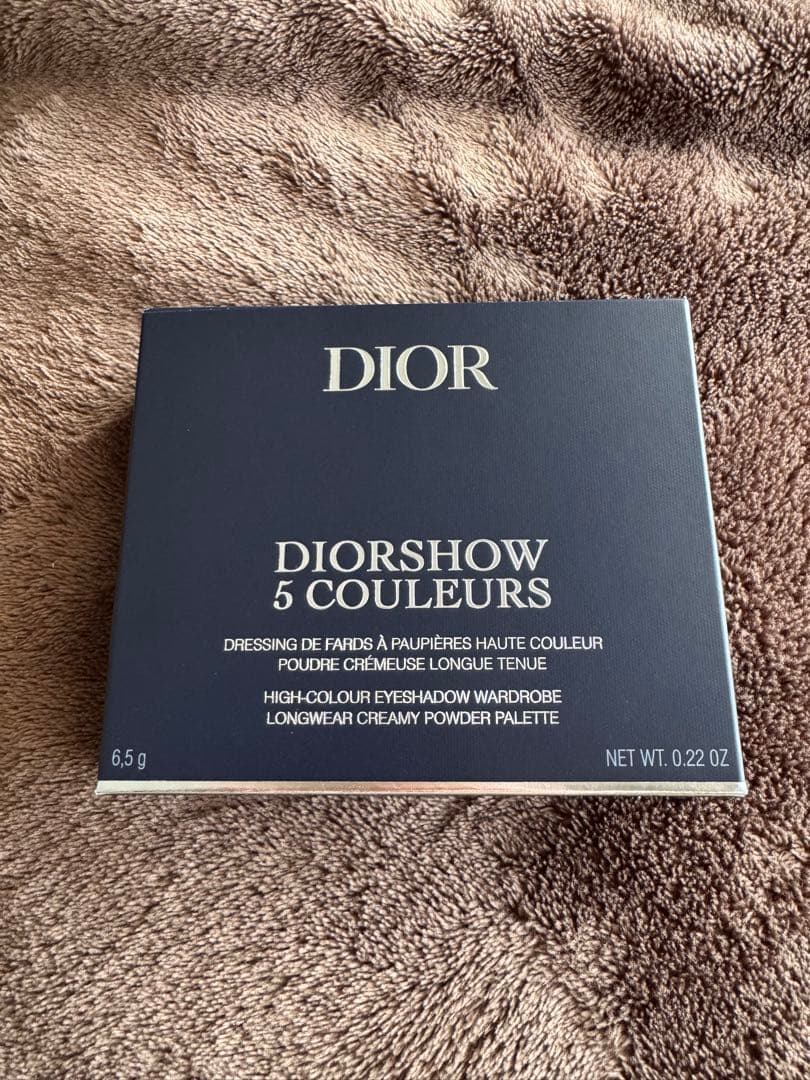 DIOR
DIORSHOW
5 COULEURS
DRESSING DE FARDS À PAUPIÈRES HAUTE COULEUR
POUDRE CRÉMEUSE LONGUE TENUE
HIGH-COLOUR EYESHADOW WARDROBE
LONGWEAR CREAMY POWDER PALETTE
6,5 g
NET WT. 0.22 OZ